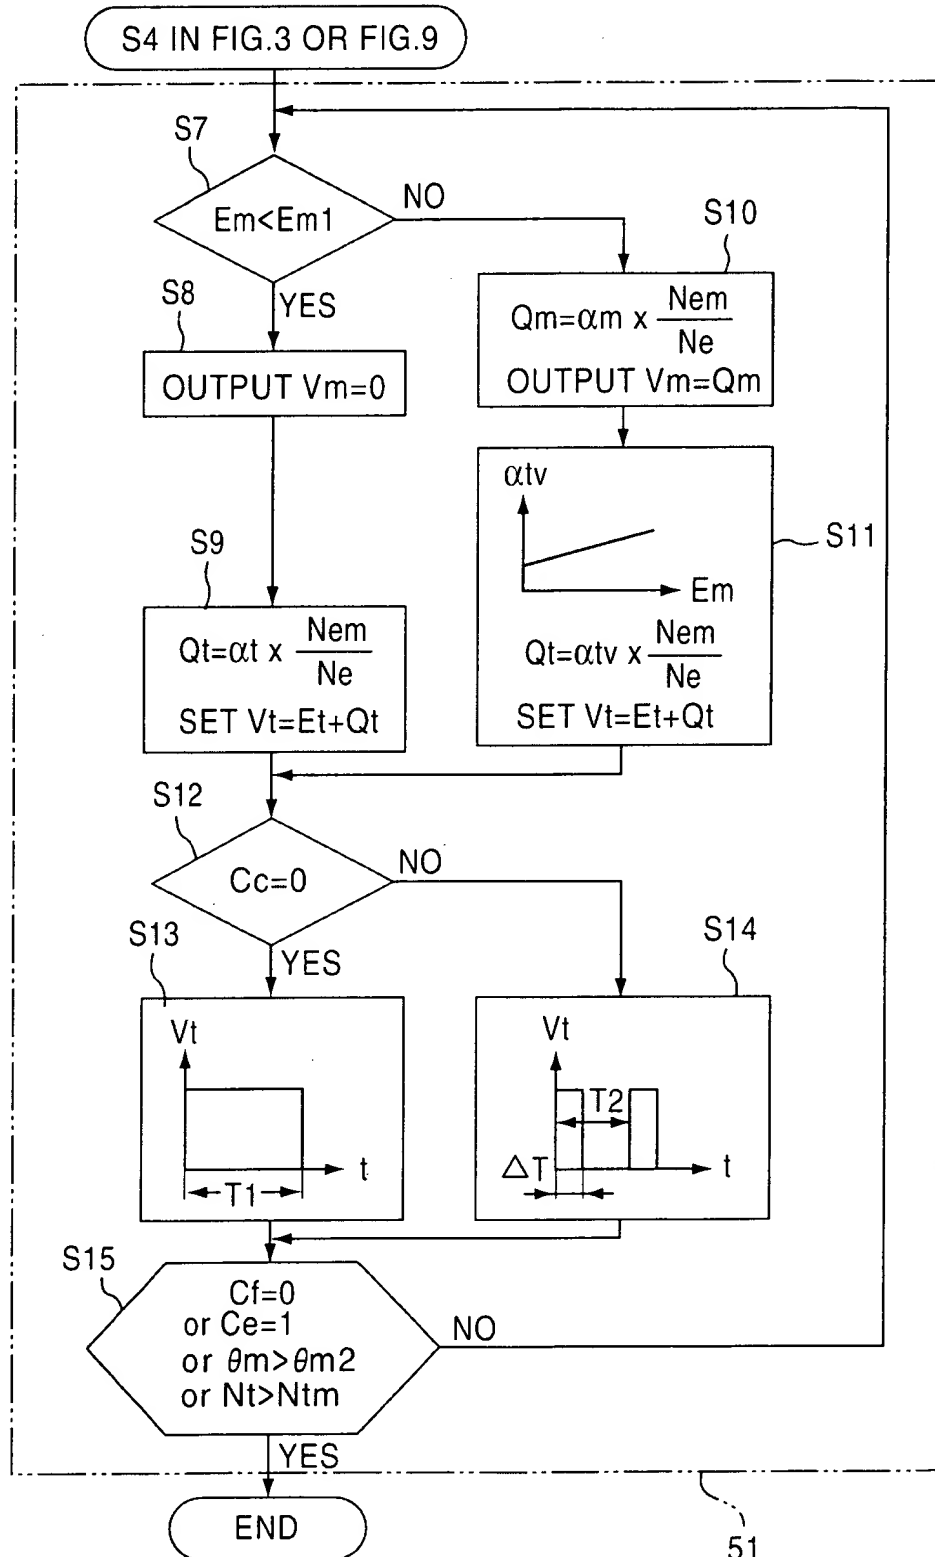 S4 IN FIG.3 OR FIG.9
S7
Em<Em1
NO
YES
S8
OUTPUT Vm=0
S10
Qm=αm x Nem/Ne
OUTPUT Vm=Qm
S11
αtv
Em
Qt=αtv x Nem/Ne
SET Vt=Et+Qt
S9
Qt=αt x Nem/Ne
SET Vt=Et+Qt
S12
Cc=0
NO
YES
S13
Vt
t
T1
S14
Vt
T2
ΔT
t
S15
Cf=0
or Ce=1
or θm>θm2
or Nt>Ntm
NO
YES
END
51